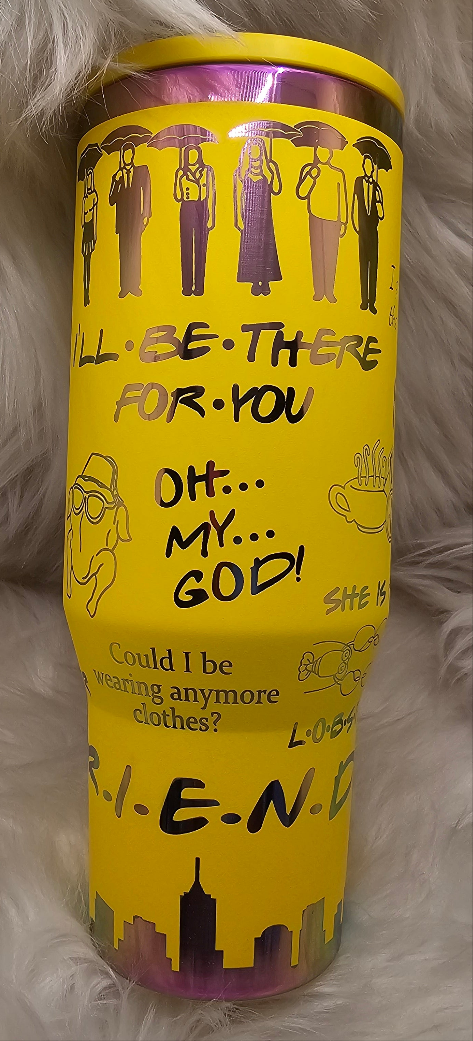 I'LL•BE•THERE
FOR•YOU
OH...
MY...
GOD!
SHE IS
Could I be
wearing anymore
clothes?
L•O•B•S
R•I•E•N•D